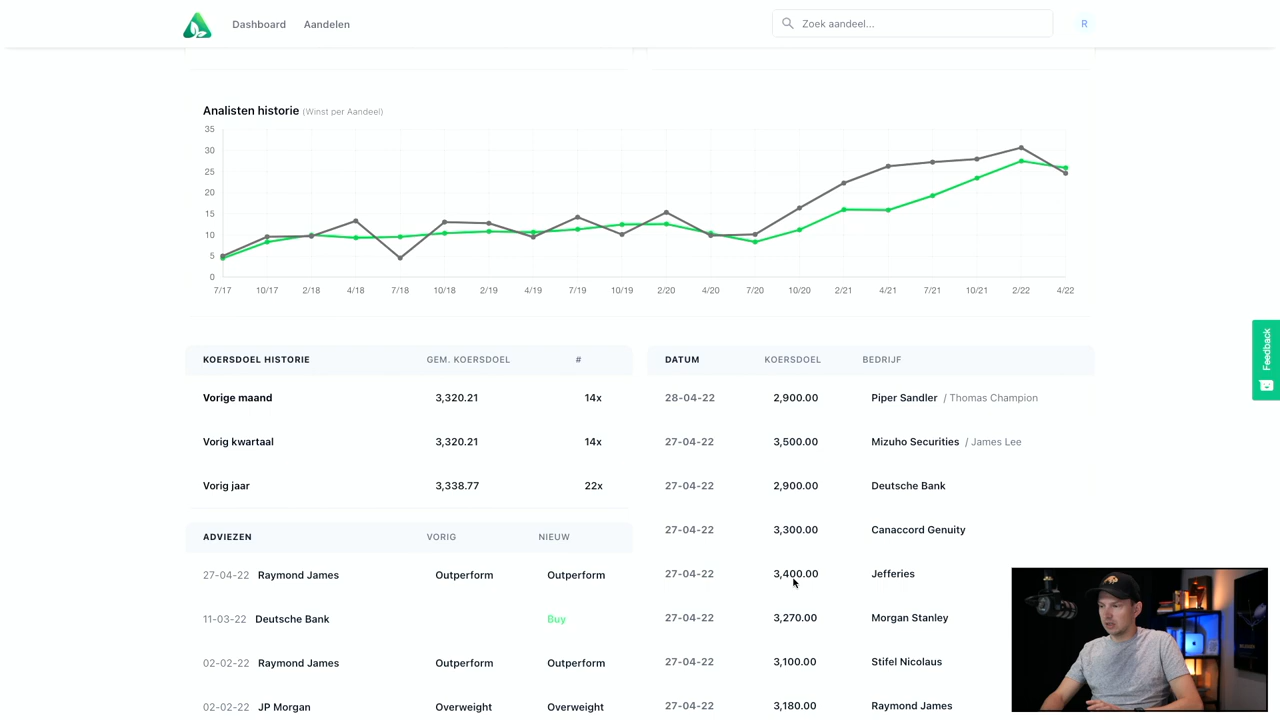 Dashboard Aandelen Zoek aandeel... R
Analisten historie (Winst per Aandeel)
35
30
25
20
15
10
5
0
7/17 10/17 2/18 4/18 7/18 10/18 2/19 4/19 7/19 10/19 2/20 4/20 7/20 10/20 2/21 4/21 7/21 10/21 2/22 4/22
Feedback
KOERSDOEL HISTORIE GEM. KOERSDOEL #
Vorige maand 3,320.21 14x
Vorig kwartaal 3,320.21 14x
Vorig jaar 3,338.77 22x
ADVIEZEN VORIG NIEUW
27-04-22 Raymond James Outperform Outperform
11-03-22 Deutsche Bank Buy
02-02-22 Raymond James Outperform Outperform
02-02-22 JP Morgan Overweight Overweight
DATUM KOERSDOEL BEDRIJF
28-04-22 2,900.00 Piper Sandler / Thomas Champion
27-04-22 3,500.00 Mizuho Securities / James Lee
27-04-22 2,900.00 Deutsche Bank
27-04-22 3,300.00 Canaccord Genuity
27-04-22 3,400.00 Jefferies
27-04-22 3,270.00 Morgan Stanley
27-04-22 3,100.00 Stifel Nicolaus
27-04-22 3,180.00 Raymond James